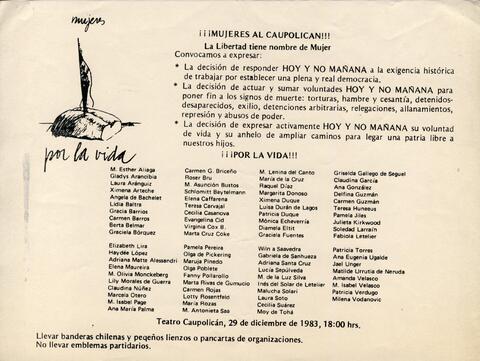 mujeres
por la vida
¡¡¡MUJERES AL CAUPOLICAN!!!
La Libertad tiene nombre de Mujer
Convocamos a expresar:
* La decisión de responder HOY Y NO MAÑANA a la exigencia histórica
de trabajar por establecer una plena y real democracia.
* La decisión de actuar y sumar voluntades HOY Y NO MAÑANA para
poner fin a los signos de muerte: torturas, hambre y cesantía, detenidos-
desaparecidos, exilio, detenciones arbitrarias, relegaciones, allanamientos,
represión y abusos de poder.
* La decisión de expresar activamente HOY Y NO MAÑANA su voluntad
de vida y su anhelo de ampliar caminos para legar una patria libre a
nuestros hijos.
¡¡¡POR LA VIDA!!!
M. Esther Aliaga
Gladys Arancibia
Laura Aránguiz
Ximena Arteche
Angela de Bachelet
Lidia Baltra
Gracia Barrios
Carmen Barros
Berta Belmar
Graciela Bórquez
Carmen G. Briceño
Roser Bru
M. Asunción Bustos
Schlomitt Baytelmann
Elena Caffarena
Teresa Carvajal
Cecilia Casanova
Evangelina Cid
Virginia Cox B.
Marta Cruz Coke
M. Lenina del Canto
María de la Cruz
Raquel Díaz
Margarita Donoso
Ximena Duque
Luisa Durán de Lagos
Patricia Duque
Mónica Echeverría
Diamela Eltit
Graciela Fuentes
Griselda Gallego de Seguel
Claudina García
Ana González
Delfina Guzmán
Carmen Guzmán
Teresa Huneeus
Pamela Jiles
Julieta Kirkwood
Soledad Larraín
Fabiola Letelier
Elizabeth Lira
Haydée López
Adriana Matte Alessandri
Elena Maureira
M. Olivia Monckeberg
Lily Morales de Guerra
Claudina Núñez
Marcela Otero
M. Isabel Page
Ana María Palma
Pamela Pereira
Olga de Pickering
Maruja Pinedo
Olga Poblete
Fanny Pollarollo
Marta Rivas de Gumucio
Carmen Rojas
Lotty Rosenfeld
María Rozas
M. Antonieta Saa
Wilna Saavedra
Gabriela de Sanhueza
Adriana Santa Cruz
Lucía Sepúlveda
M. de la Luz Silva
Inés del Solar de Letelier
Malucha Solari
Laura Soto
Cecilia Suárez
Moy de Tohá
Patricia Torres
Ana Eugenia Ugalde
Jael Unger
Matilde Urrutia de Neruda
Amanda Velasco
M. Isabel Velasco
Patricia Verdugo
Milena Vodanovic
Teatro Caupolicán, 29 de diciembre de 1983, 18:00 hrs.
Llevar banderas chilenas y peqeños lienzos o pancartas de organizaciones.
No llevar emblemas partidarios.